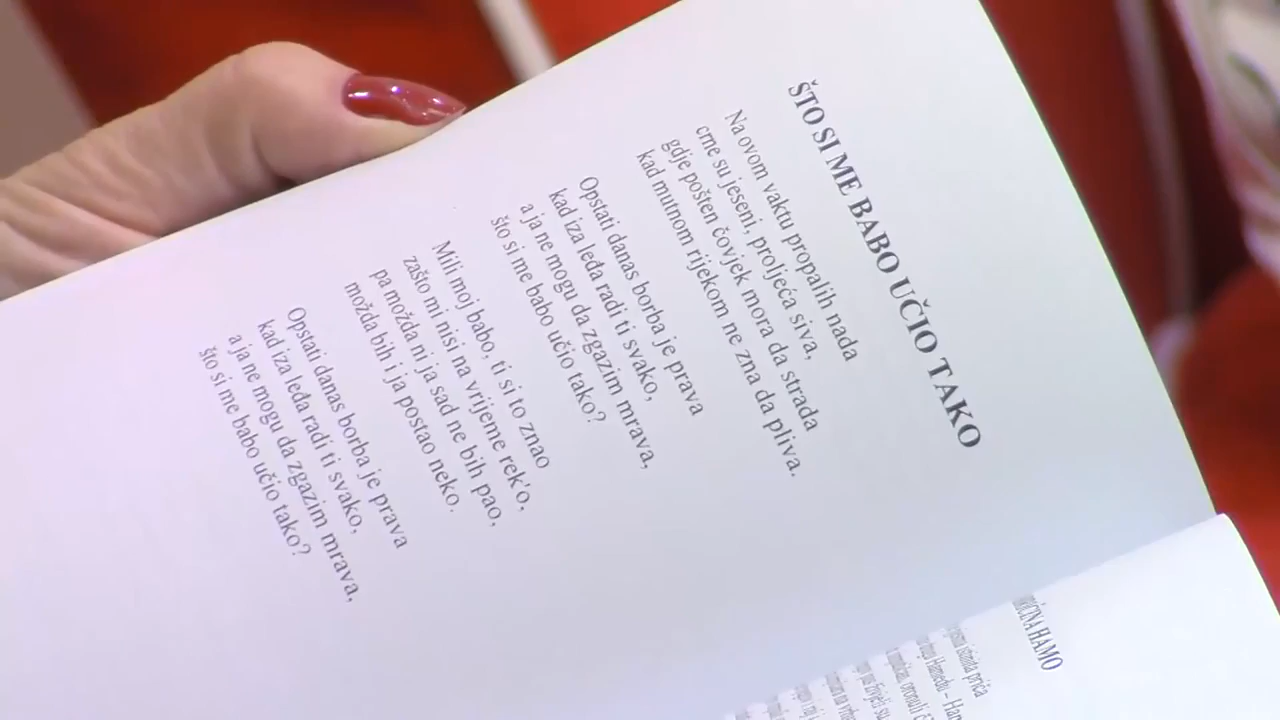 ŠTO SI ME BABO UČIO TAKO
Na ovom vaktu propalih nada
crne su jeseni, proljeća siva,
gdje pošten čovjek mora da strada
kad mutnom rijekom ne zna da pliva.
Opstati danas borba je prava
kad iza leđa radi ti svako,
a ja ne mogu da zgazim mrava,
što si me babo učio tako?
Mili moj babo, ti si to znao
zašto mi nisi na vrijeme rek'o,
pa možda ni ja sad ne bih pao,
možda bih i ja postao neko.
Opstati danas borba je prava
kad iza leđa radi ti svako,
a ja ne mogu da zgazim mrava,
što si me babo učio tako?
HAMO
istinita priča